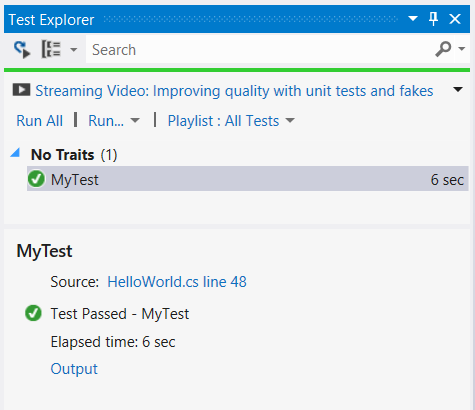 Test Explorer
Search
Streaming Video: Improving quality with unit tests and fakes
Run All | Run... | Playlist : All Tests
No Traits (1)
MyTest 6 sec
MyTest
Source: HelloWorld.cs line 48
Test Passed - MyTest
Elapsed time: 6 sec
Output